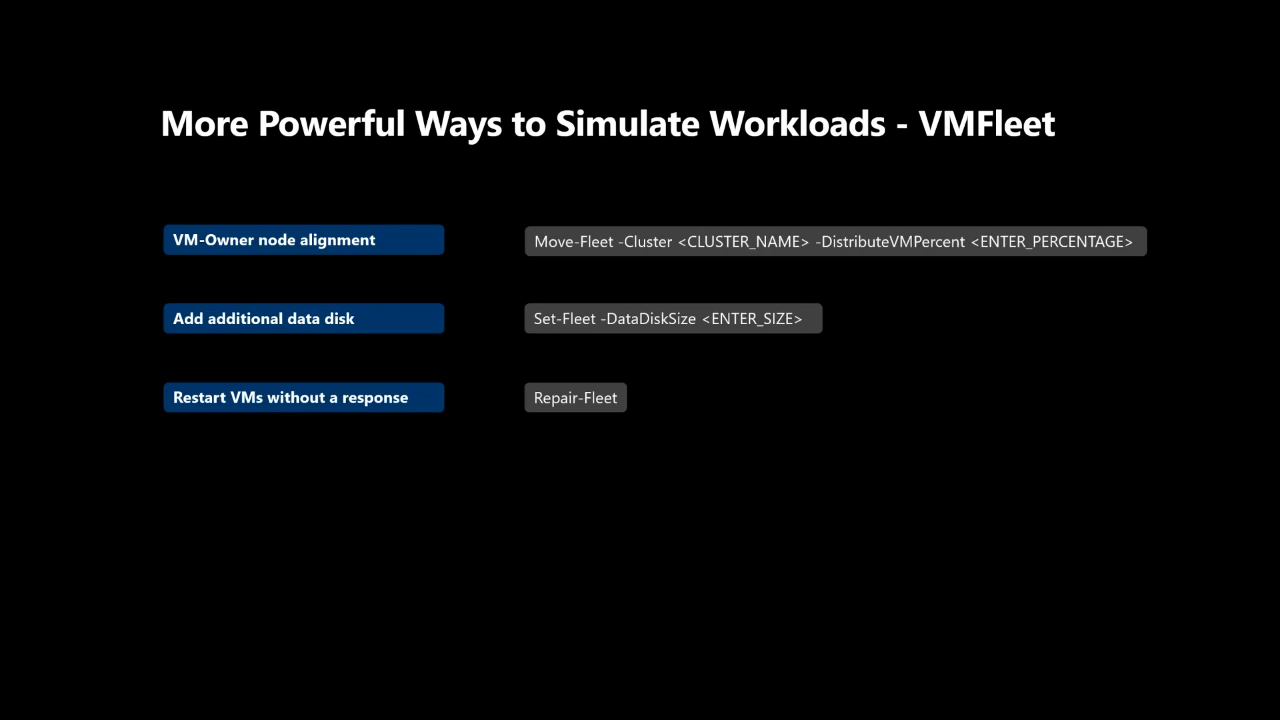 More Powerful Ways to Simulate Workloads - VMFleet
VM-Owner node alignment
Move-Fleet -Cluster <CLUSTER_NAME> -DistributeVMPercent <ENTER_PERCENTAGE>
Add additional data disk
Set-Fleet -DataDiskSize <ENTER_SIZE>
Restart VMs without a response
Repair-Fleet